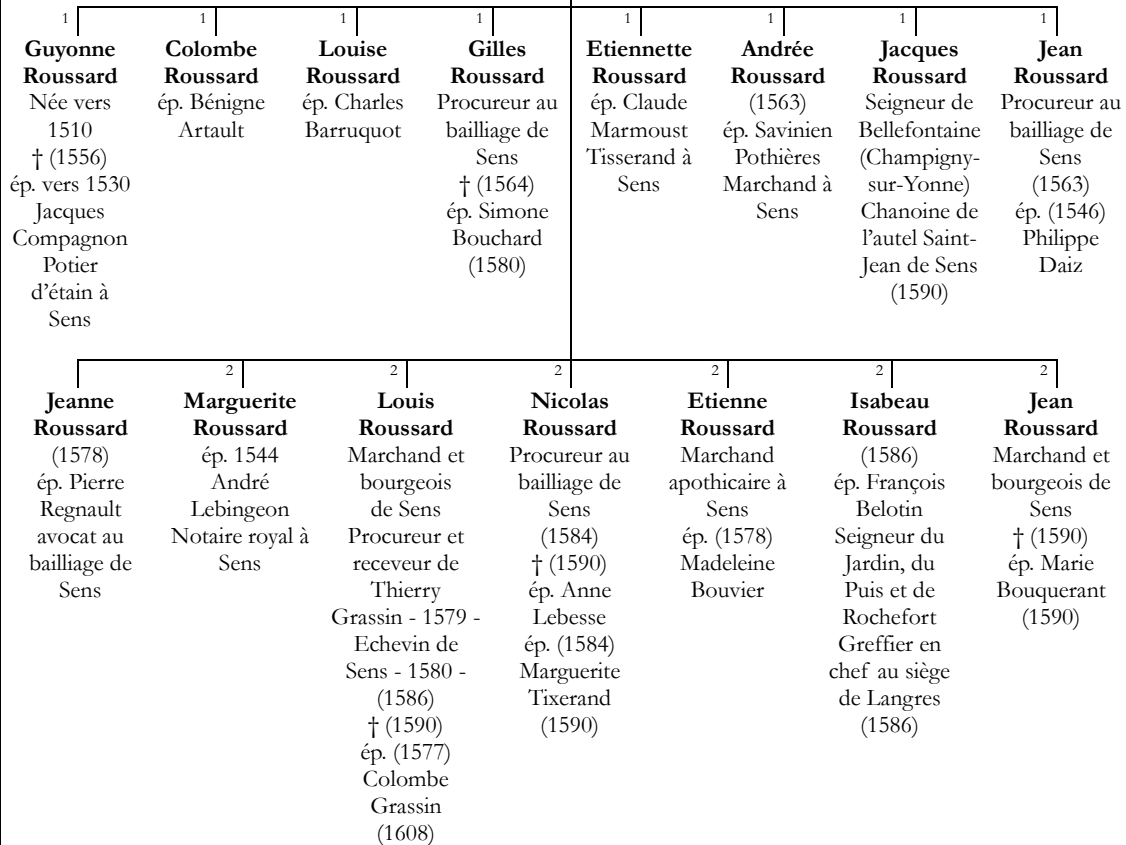 1
Guyonne
Roussard
Née vers
1510
† (1556)
ép. vers 1530
Jacques
Compagnon
Potier
d'étain à
Sens
1
Colombe
Roussard
ép. Bénigne
Artault
1
Louise
Roussard
ép. Charles
Barruquot
1
Gilles
Roussard
Procureur au
bailliage de
Sens
† (1564)
ép. Simone
Bouchard
(1580)
1
Etiennette
Roussard
ép. Claude
Marmoust
Tisserand à
Sens
1
Andrée
Roussard
(1563)
ép. Savinien
Pothières
Marchand à
Sens
1
Jacques
Roussard
Seigneur de
Bellefontaine
(Champigny-
sur-Yonne)
Chanoine de
l'autel Saint-
Jean de Sens
(1590)
1
Jean
Roussard
Procureur au
bailliage de
Sens
(1563)
ép. (1546)
Philippe
Daiz
Jeanne
Roussard
(1578)
ép. Pierre
Regnault
avocat au
bailliage de
Sens
2
Marguerite
Roussard
ép. 1544
André
Lebingeon
Notaire royal à
Sens
2
Louis
Roussard
Marchand et
bourgeois
de Sens
Procureur et
receveur de
Thierry
Grassin - 1579 -
Echevin de
Sens - 1580 -
(1586)
† (1590)
ép. (1577)
Colombe
Grassin
(1608)
2
Nicolas
Roussard
Procureur au
bailliage de
Sens
(1584)
† (1590)
ép. Anne
Lebesse
ép. (1584)
Marguerite
Tixerand
(1590)
2
Etienne
Roussard
Marchand
apothicaire à
Sens
ép. (1578)
Madeleine
Bouvier
2
Isabeau
Roussard
(1586)
ép. François
Belotin
Seigneur du
Jardin, du
Puis et de
Rochefort
Greffier en
chef au siège
de Langres
(1586)
2
Jean
Roussard
Marchand et
bourgeois de
Sens
† (1590)
ép. Marie
Bouquerant
(1590)